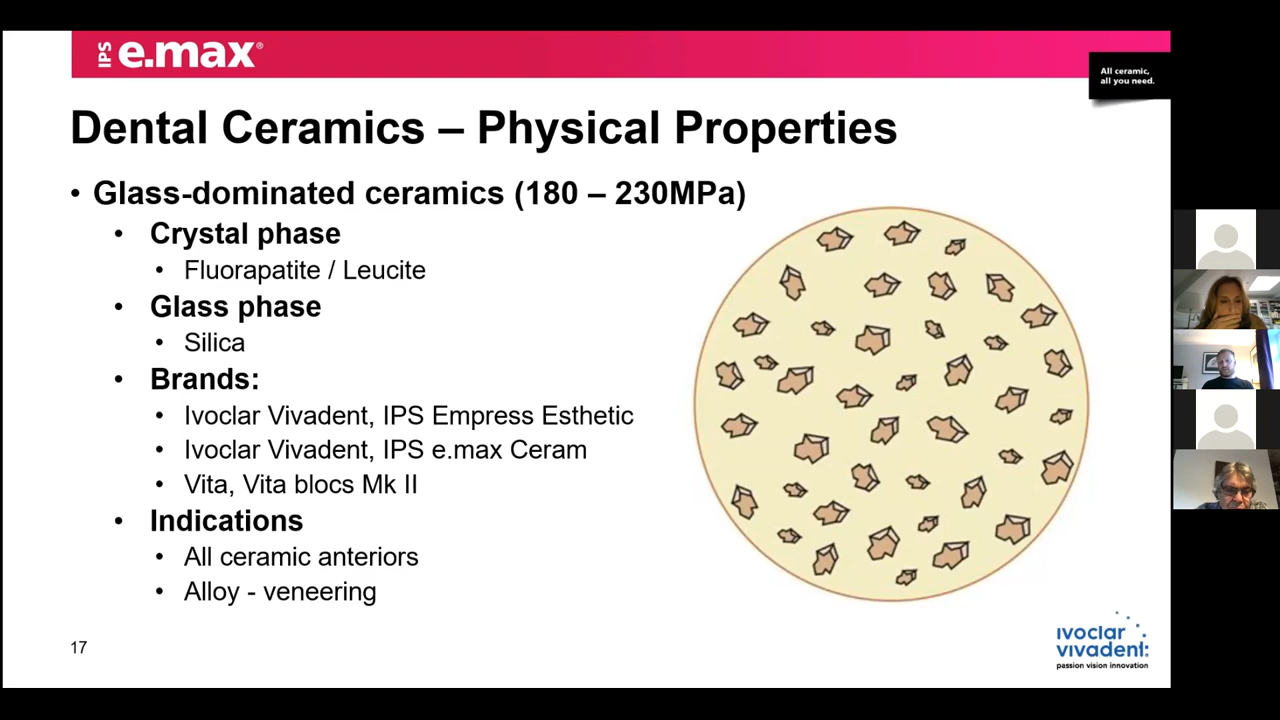 IPS e.max®
All ceramic,
all you need.
Dental Ceramics – Physical Properties
• Glass-dominated ceramics (180 – 230MPa)
• Crystal phase
• Fluorapatite / Leucite
• Glass phase
• Silica
• Brands:
• Ivoclar Vivadent, IPS Empress Esthetic
• Ivoclar Vivadent, IPS e.max Ceram
• Vita, Vita blocs Mk II
• Indications
• All ceramic anteriors
• Alloy - veneering
17
ivoclar
vivadent:
passion vision innovation